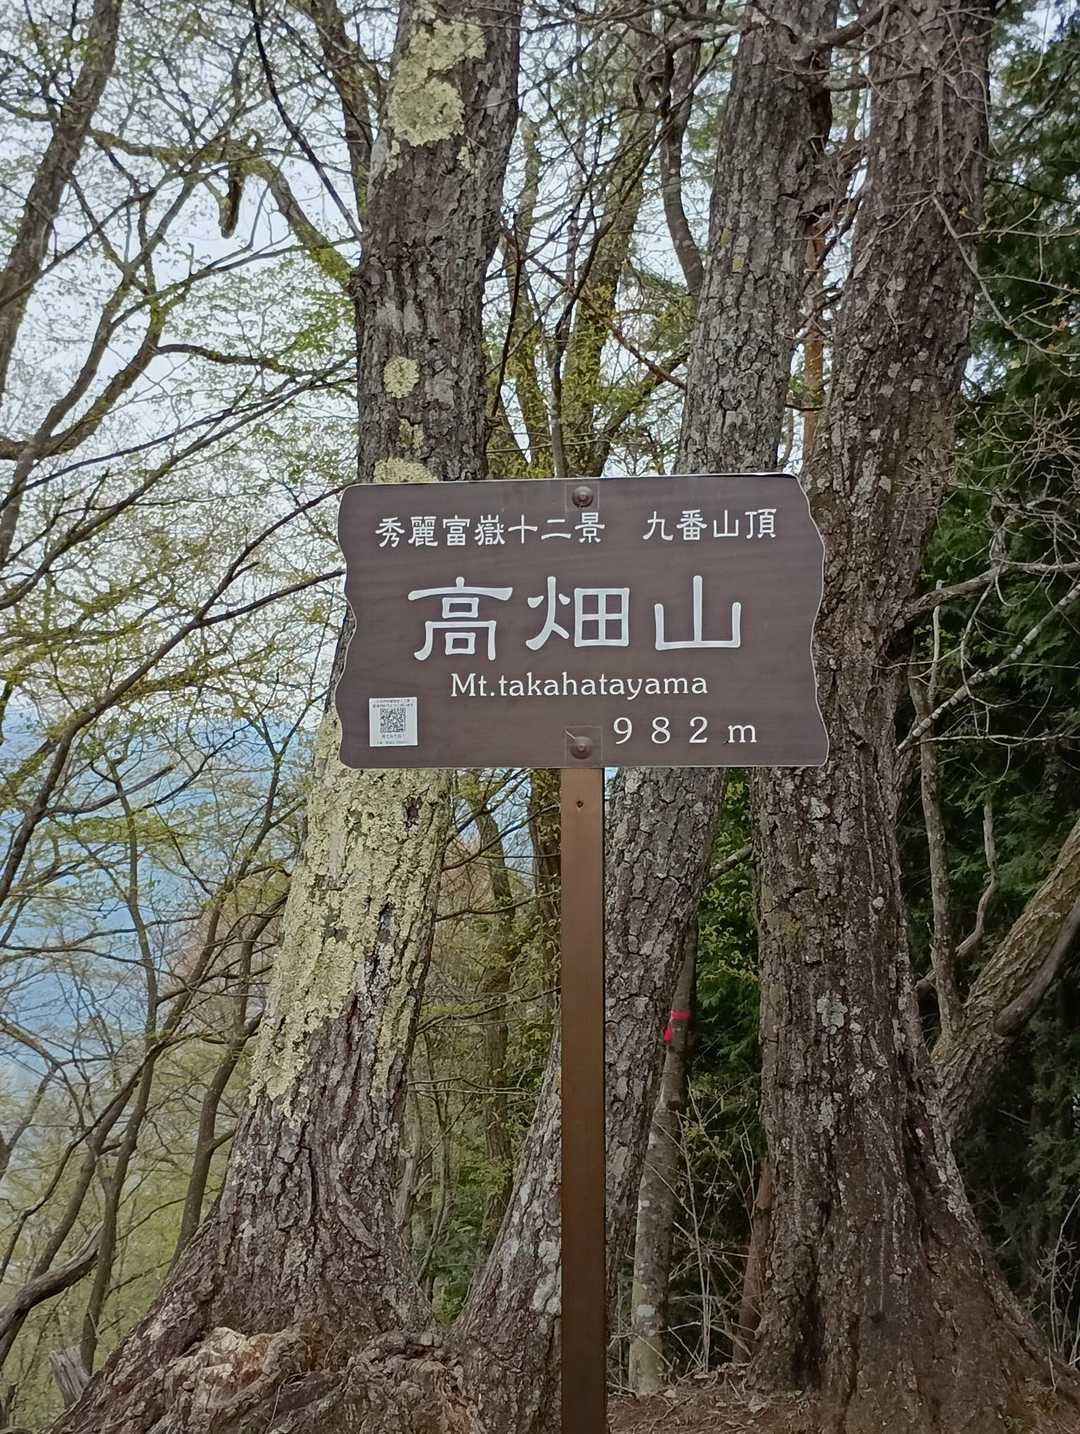 秀麗富嶽十二景　九番山頂
高畑山
Mt.takahatayama
982m